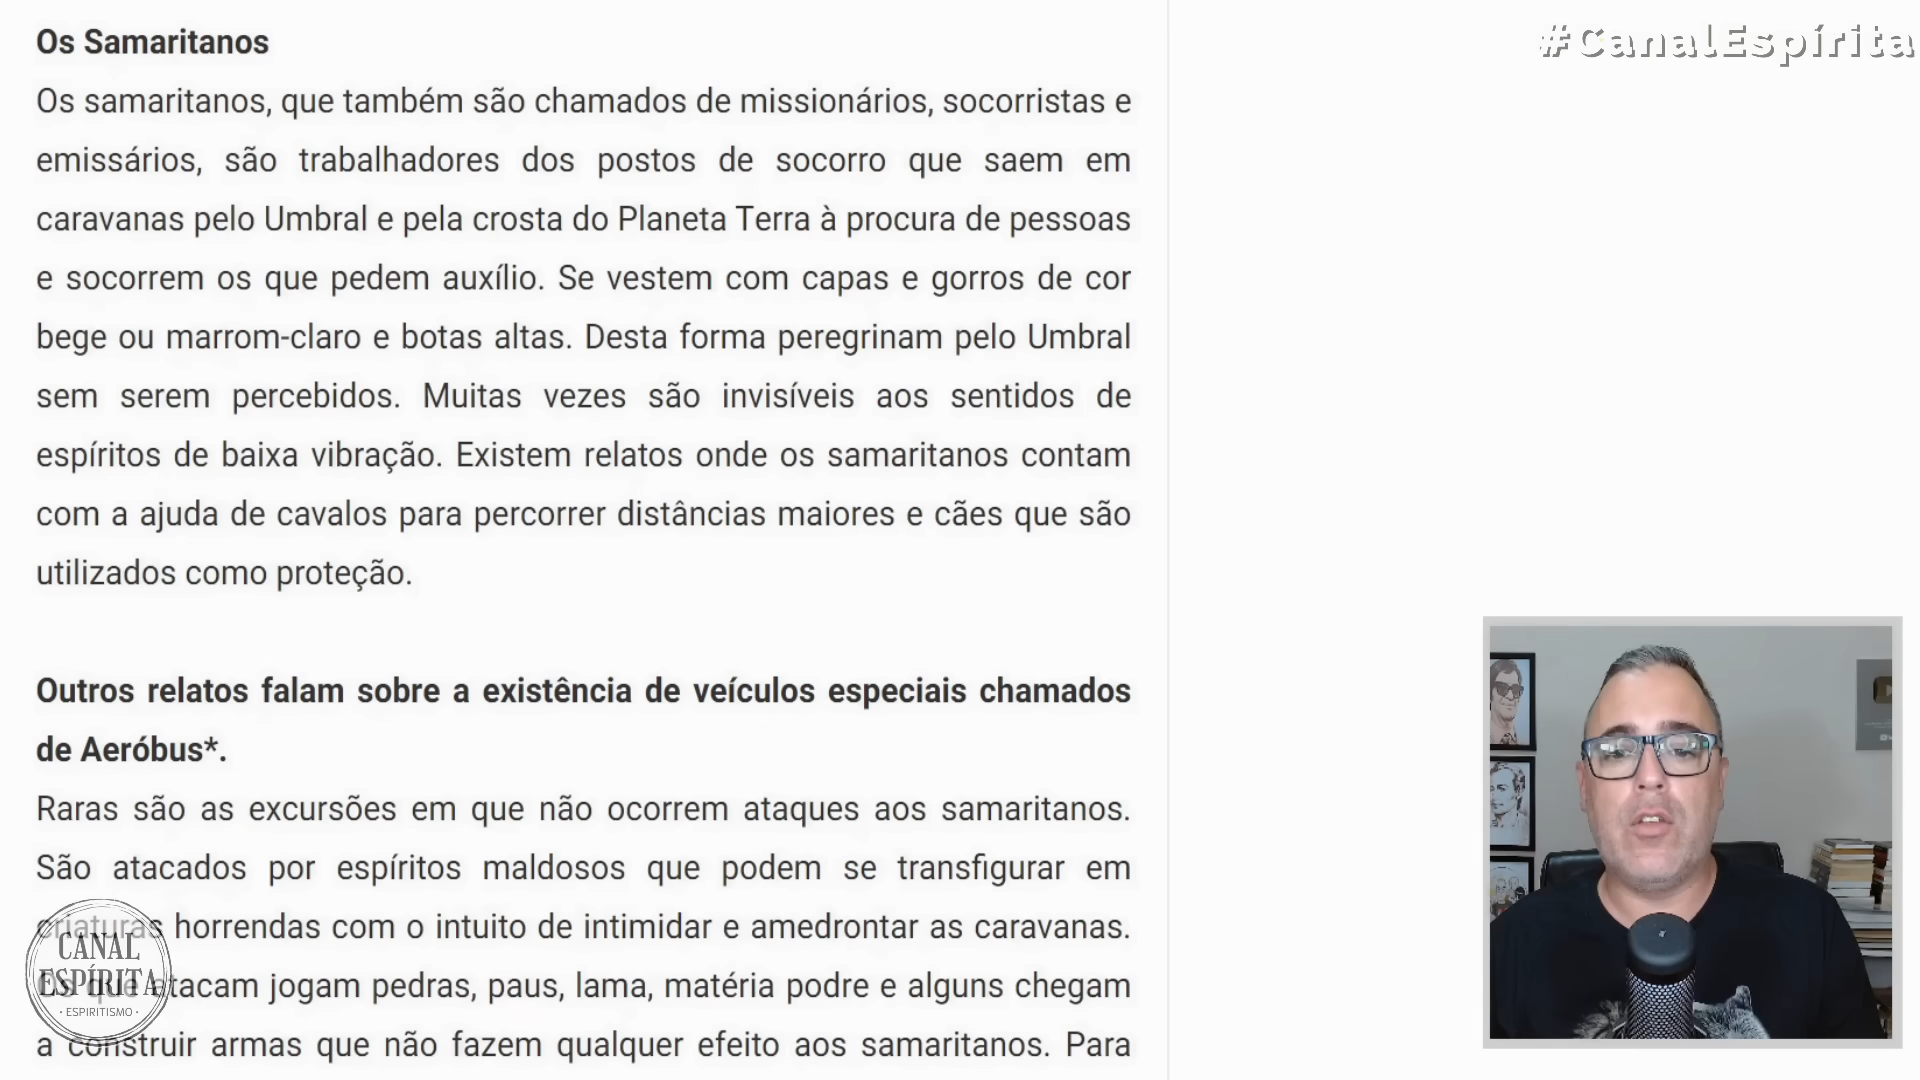 #CanalEspírita
Os Samaritanos
Os samaritanos, que também são chamados de missionários, socorristas e
emissários, são trabalhadores dos postos de socorro que saem em
caravanas pelo Umbral e pela crosta do Planeta Terra à procura de pessoas
e socorrem os que pedem auxílio. Se vestem com capas e gorros de cor
bege ou marrom-claro e botas altas. Desta forma peregrinam pelo Umbral
sem serem percebidos. Muitas vezes são invisíveis aos sentidos de
espíritos de baixa vibração. Existem relatos onde os samaritanos contam
com a ajuda de cavalos para percorrer distâncias maiores e cães que são
utilizados como proteção.
Outros relatos falam sobre a existência de veículos especiais chamados
de Aeróbus*.
Raras são as excursões em que não ocorrem ataques aos samaritanos.
São atacados por espíritos maldosos que podem se transfigurar em
criaturas horrendas com o intuito de intimidar e amedrontar as caravanas.
Os que atacam jogam pedras, paus, lama, matéria podre e alguns chegam
a construir armas que não fazem qualquer efeito aos samaritanos. Para
CANAL
ESPÍRITA
· ESPIRITISMO ·